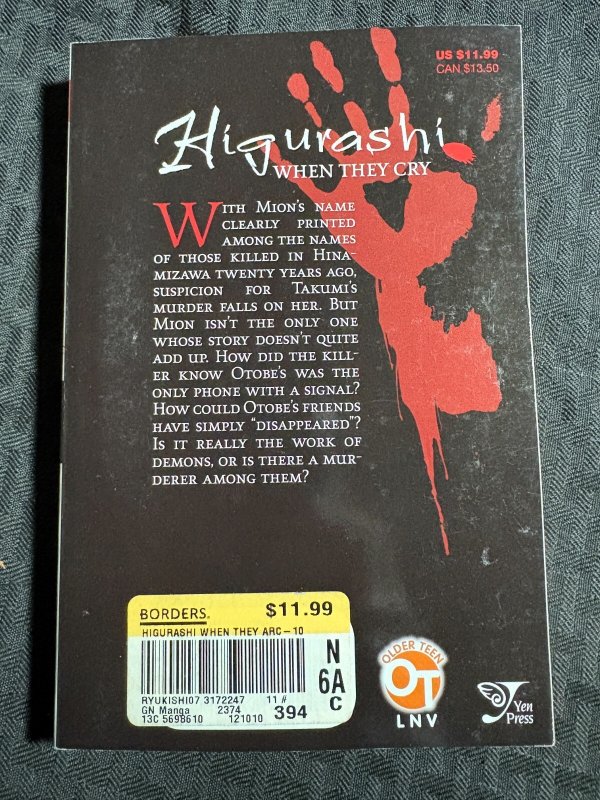 US $11.99
CAN $13.50
Higurashi
WHEN THEY CRY
WITH MION'S NAME
CLEARLY PRINTED
AMONG THE NAMES
OF THOSE KILLED IN HINA-
MIZAWA TWENTY YEARS AGO,
SUSPICION FOR TAKUMI'S
MURDER FALLS ON HER. BUT
MION ISN'T THE ONLY ONE
WHOSE STORY DOESN'T QUITE
ADD UP. HOW DID THE KILL-
ER KNOW OTOBE'S WAS THE
ONLY PHONE WITH A SIGNAL?
HOW COULD OTOBE'S FRIENDS
HAVE SIMPLY "DISAPPEARED"?
IS IT REALLY THE WORK OF
DEMONS, OR IS THERE A MUR-
DERER AMONG THEM?
BORDERS. $11.99
HIGURASHI WHEN THEY ARC-10
N
6A
C
RYUKISHI07 3172247 11 #
GN Manga 2374
13C 5698610 121010 394
OLDER TEEN
OT
LNV
Yen
Press